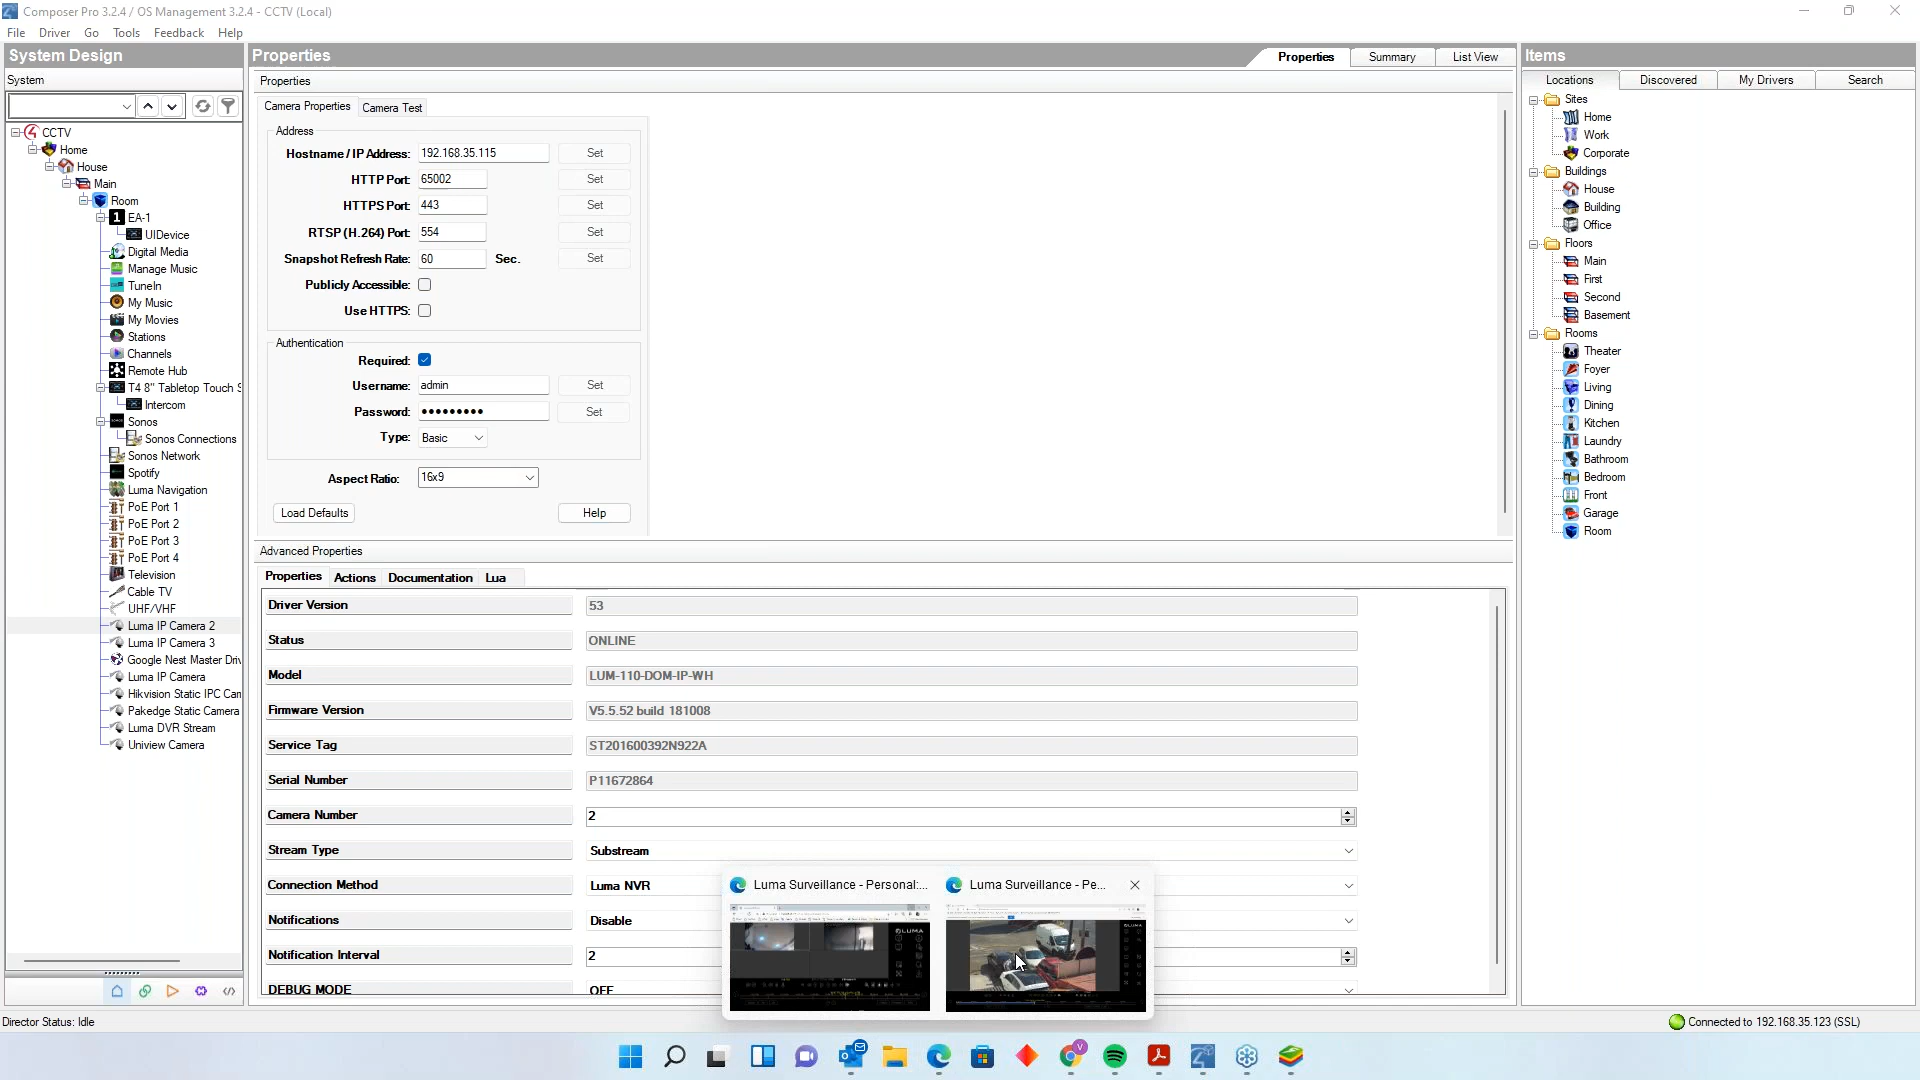 Composer Pro 3.2.4 / OS Management 3.2.4 - CCTV (Local)
File Driver Go Tools Feedback Help
System Design
System
CCTV
Home
House
Main
Room
EA-1
UIDevice
Digital Media
Manage Music
TuneIn
My Music
My Movies
Stations
Channels
Remote Hub
T4 8" Tabletop Touch S
Intercom
Sonos
Sonos Connections
Sonos Network
Spotify
Luma Navigation
PoE Port 1
PoE Port 2
PoE Port 3
PoE Port 4
Television
Cable TV
UHF/VHF
Luma IP Camera 2
Luma IP Camera 3
Google Nest Master Driv
Luma IP Camera
Hikvision Static IPC Cam
Pakedge Static Camera
Luma DVR Stream
Uniview Camera
Properties
Properties Summary List View
Properties
Camera Properties Camera Test
Address
Hostname / IP Address: 192.168.35.115 Set
HTTP Port: 65002 Set
HTTPS Port: 443 Set
RTSP (H.264) Port: 554 Set
Snapshot Refresh Rate: 60 Sec. Set
Publicly Accessible:
Use HTTPS:
Authentication
Required:
Username: admin Set
Password: ••••••••• Set
Type: Basic
Aspect Ratio: 16x9
Load Defaults Help
Advanced Properties
Properties Actions Documentation Lua
Driver Version 53
Status ONLINE
Model LUM-110-DOM-IP-WH
Firmware Version V5.5.52 build 181008
Service Tag ST201600392N922A
Serial Number P11672864
Camera Number 2
Stream Type Substream
Connection Method Luma NVR
Notifications Disable
Notification Interval 2
DEBUG MODE OFF
Luma Surveillance - Personal:...
Luma Surveillance - Pe...
LUMA
Items
Locations Discovered My Drivers Search
Sites
Home
Work
Corporate
Buildings
House
Building
Office
Floors
Main
First
Second
Basement
Rooms
Theater
Foyer
Living
Dining
Kitchen
Laundry
Bathroom
Bedroom
Front
Garage
Room
Director Status: Idle
Connected to 192.168.35.123 (SSL)